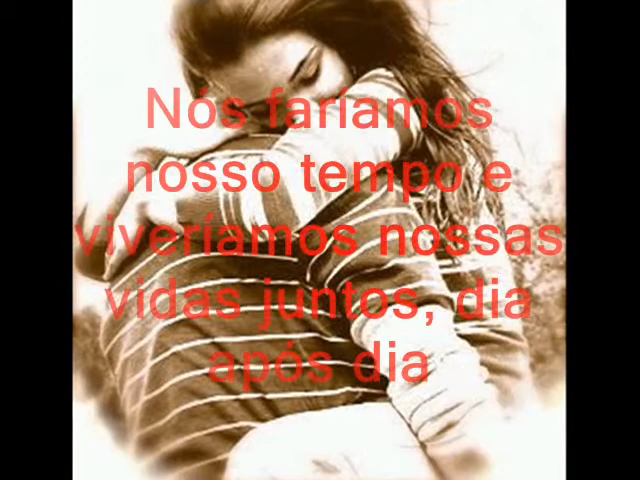 Nós faríamos
nosso tempo e
viveríamos nossas
vidas juntos, dia
após dia